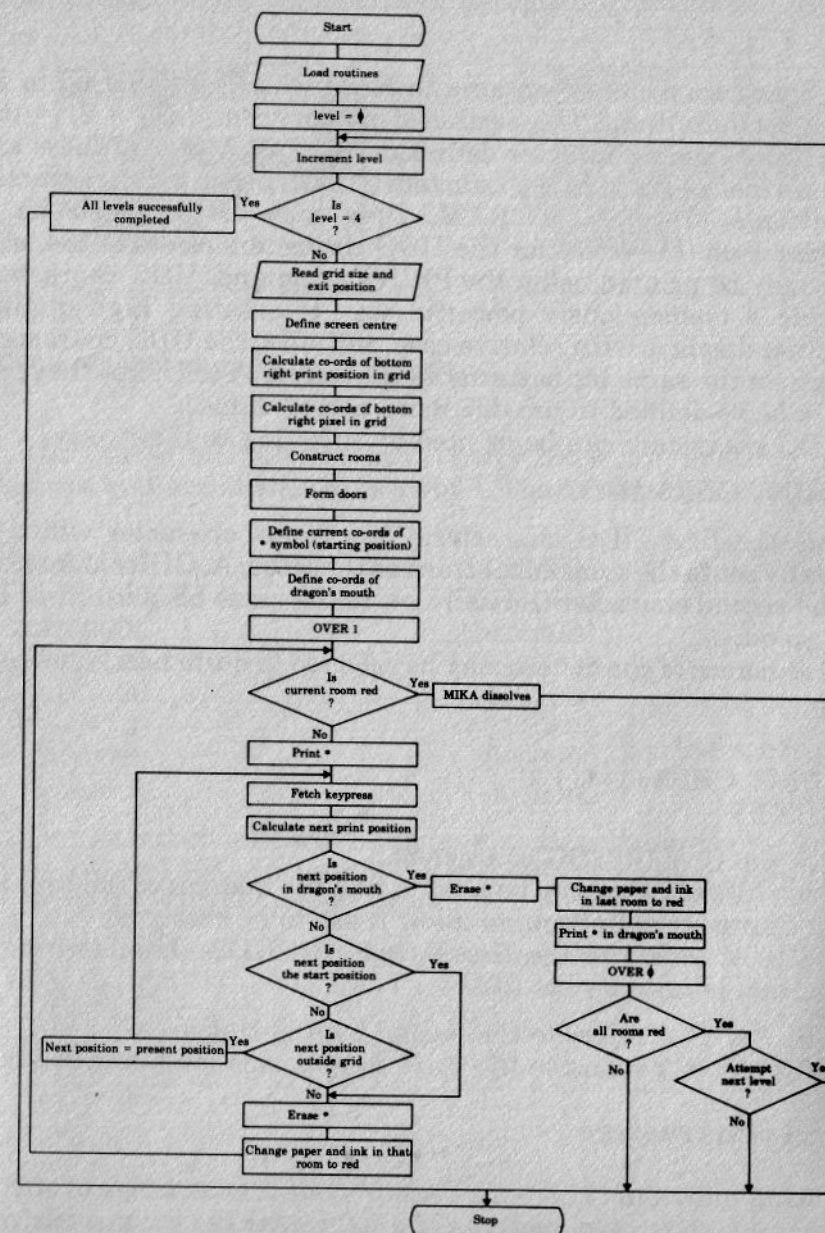 Start
Load routines
level = ϕ
Increment level
Is
level = 4
?
Yes
All levels successfully
completed
No
Read grid size and
exit position
Define screen centre
Calculate co-ords of bottom
right print position in grid
Calculate co-ords of bottom
right pixel in grid
Construct rooms
Form doors
Define current co-ords of
* symbol (starting position)
Define co-ords of
dragon's mouth
OVER 1
Is
current room red
?
Yes
MIKA dissolves
No
Print *
Fetch keypress
Calculate next print position
Is
next position
in dragon's mouth
?
Yes
Erase *
Change paper and ink
in last room to red
Print * in dragon's mouth
OVER ϕ
Are
all rooms red
?
Yes
No
Attempt
next level
?
Yes
No
No
Is
next position
the start position
?
Yes
No
Is
next position
outside grid
?
Yes
Next position = present position
No
Erase *
Change paper and ink in that
room to red
Stop